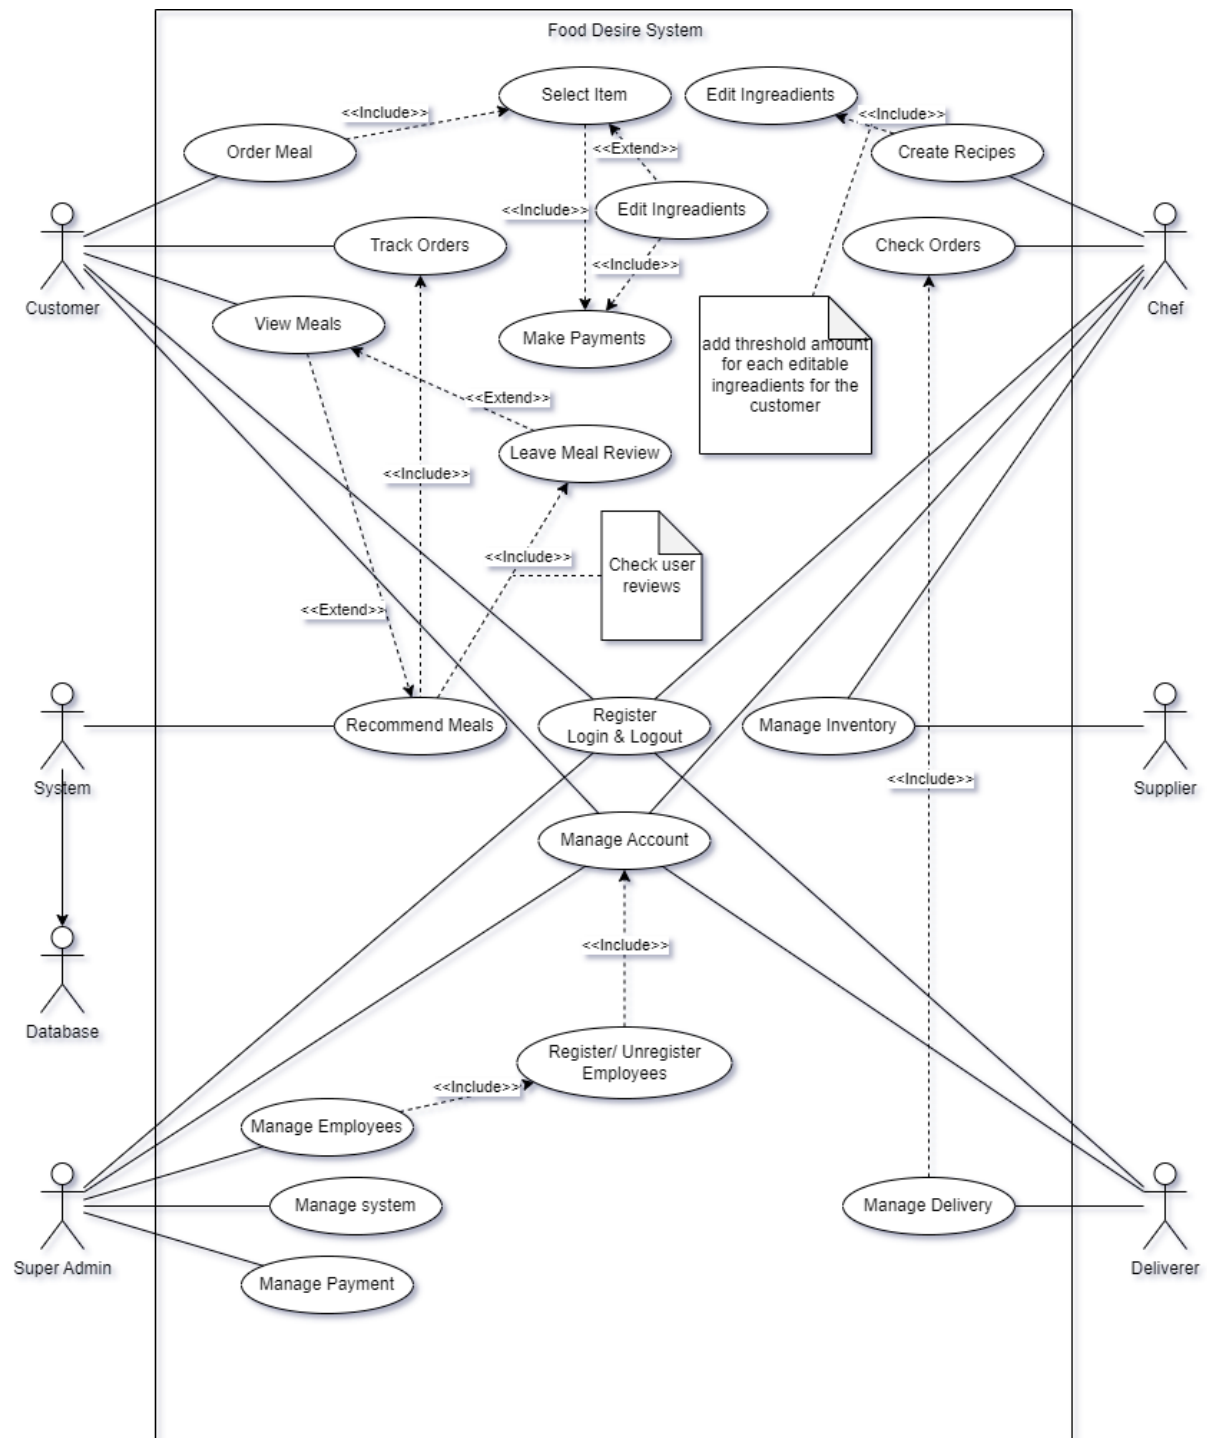 Food Desire System
Select Item
Edit Ingreadients
<<Include>>
<<Include>>
Order Meal
<<Extend>>
Create Recipes
<<Include>>
Edit Ingreadients
Track Orders
Check Orders
<<Include>>
Customer
Chef
View Meals
Make Payments
add threshold amount
for each editable
ingreadients for the
customer
<<Extend>>
Leave Meal Review
<<Include>>
<<Include>>
Check user
reviews
<<Extend>>
Recommend Meals
Register
Login & Logout
Manage Inventory
System
<<Include>>
Supplier
Manage Account
<<Include>>
Database
Register/ Unregister
Employees
<<Include>>
Manage Employees
Manage system
Manage Delivery
Super Admin
Deliverer
Manage Payment